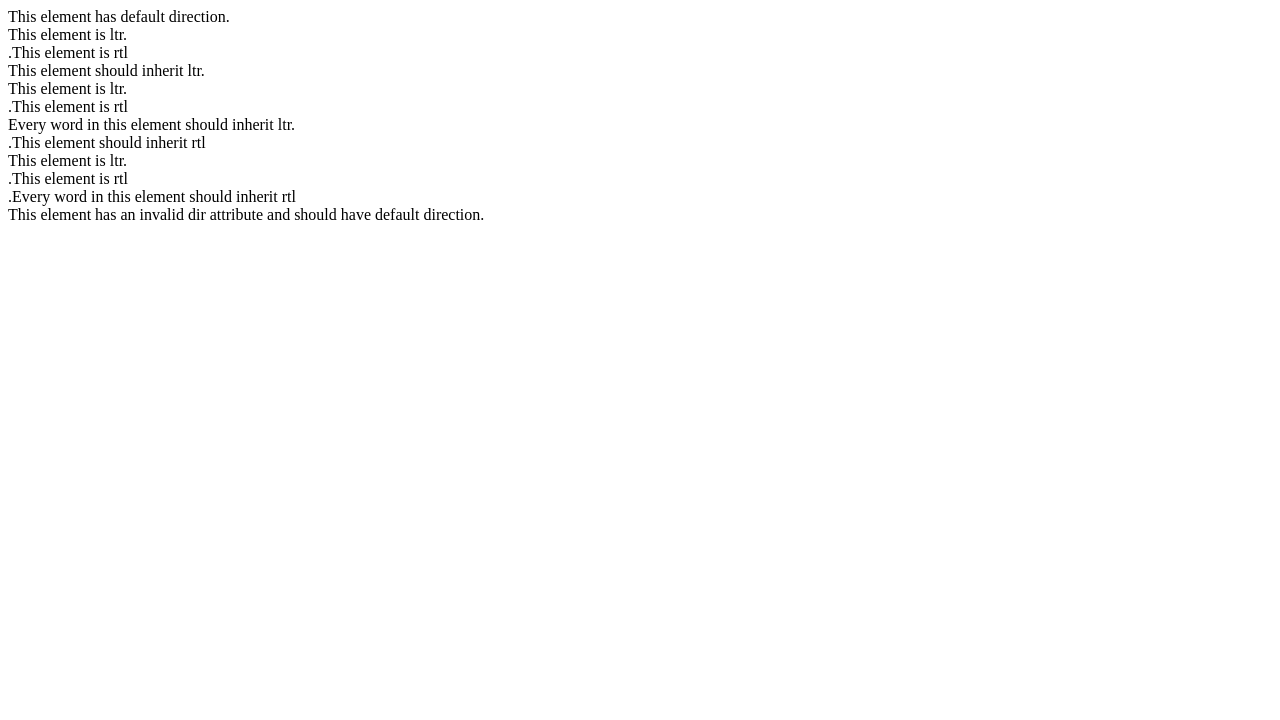 This element has default direction.
This element is ltr.
.This element is rtl
This element should inherit ltr.
This element is ltr.
.This element is rtl
Every word in this element should inherit ltr.
.This element should inherit rtl
This element is ltr.
.This element is rtl
.Every word in this element should inherit rtl
This element has an invalid dir attribute and should have default direction.